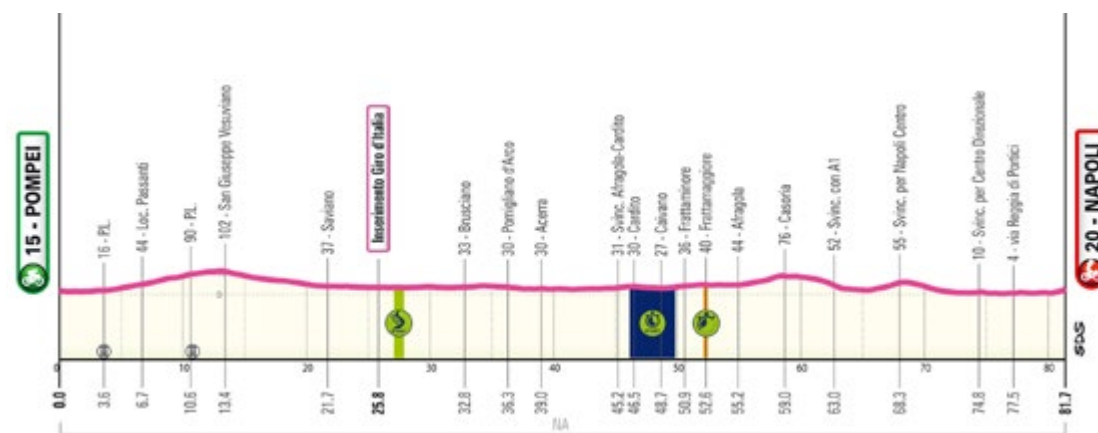 15 - POMPEI
16 - P.L.
44 - Loc. Passanti
90 - P.L.
102 - San Giuseppe Vesuviano
37 - Saviano
Inserimento Giro d'Italia
33 - Brusciano
30 - Pomigliano d'Arco
30 - Acerra
31 - Svinc. Afragola-Cardito
30 - Cardito
27 - Caivano
36 - Frattaminore
40 - Frattamaggiore
44 - Afragola
76 - Casoria
52 - Svinc. con A1
55 - Svinc. per Napoli Centro
10 - Svinc. per Centro Direzionale
4 - via Reggia di Portici
20 - NAPOLI
SDS
0 10 20 30 40 50 60 70 80
0.0 3.6 6.7 10.6 13.4 21.7 25.8 32.8 36.3 39.0 45.2 46.5 48.7 50.9 52.6 55.2 59.0 63.0 68.3 74.8 77.5 81.7
NA